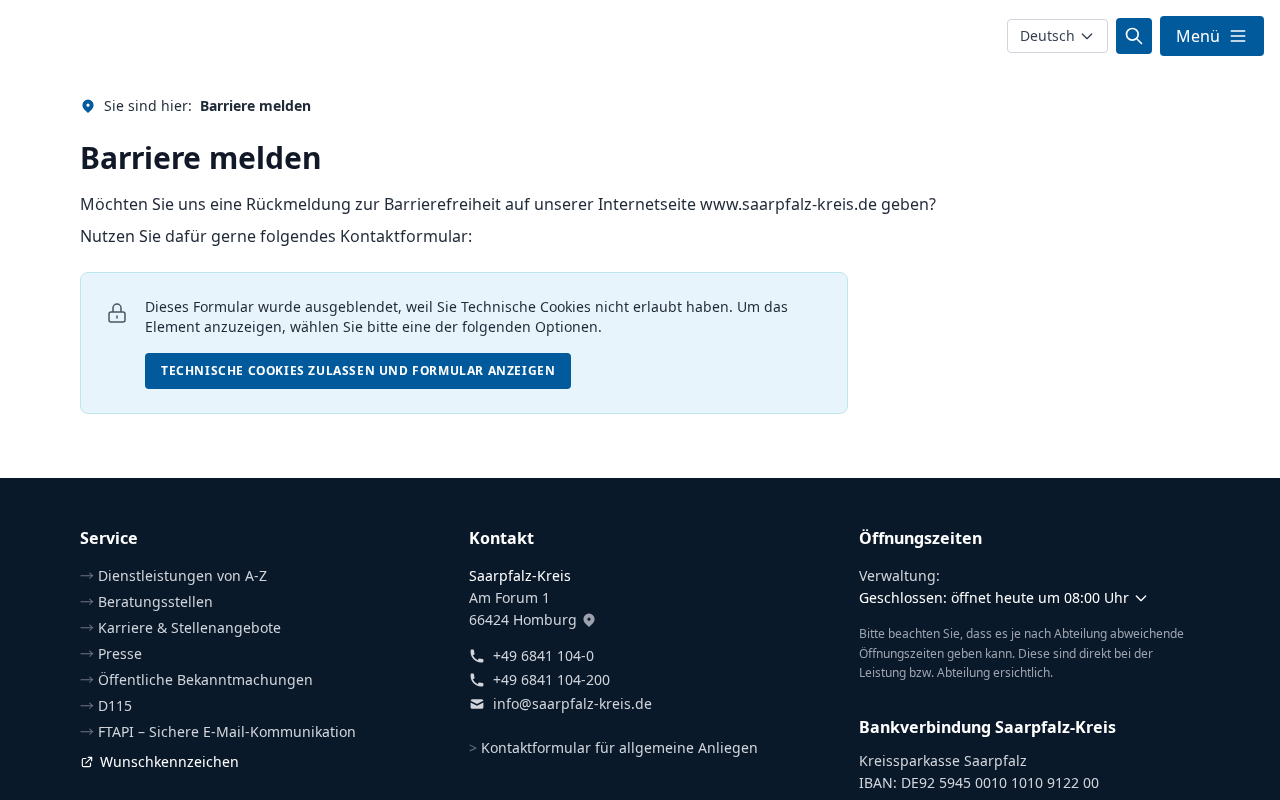 Deutsch
Menü
Sie sind hier: Barriere melden
Barriere melden
Möchten Sie uns eine Rückmeldung zur Barrierefreiheit auf unserer Internetseite www.saarpfalz-kreis.de geben?
Nutzen Sie dafür gerne folgendes Kontaktformular:
Dieses Formular wurde ausgeblendet, weil Sie Technische Cookies nicht erlaubt haben. Um das
Element anzuzeigen, wählen Sie bitte eine der folgenden Optionen.
TECHNISCHE COOKIES ZULASSEN UND FORMULAR ANZEIGEN
Service
→ Dienstleistungen von A-Z
→ Beratungsstellen
→ Karriere & Stellenangebote
→ Presse
→ Öffentliche Bekanntmachungen
→ D115
→ FTAPI – Sichere E-Mail-Kommunikation
Wunschkennzeichen
Kontakt
Saarpfalz-Kreis
Am Forum 1
66424 Homburg
+49 6841 104-0
+49 6841 104-200
info@saarpfalz-kreis.de
> Kontaktformular für allgemeine Anliegen
Öffnungszeiten
Verwaltung:
Geschlossen: öffnet heute um 08:00 Uhr
Bitte beachten Sie, dass es je nach Abteilung abweichende
Öffnungszeiten geben kann. Diese sind direkt bei der
Leistung bzw. Abteilung ersichtlich.
Bankverbindung Saarpfalz-Kreis
Kreissparkasse Saarpfalz
IBAN: DE92 5945 0010 1010 9122 00